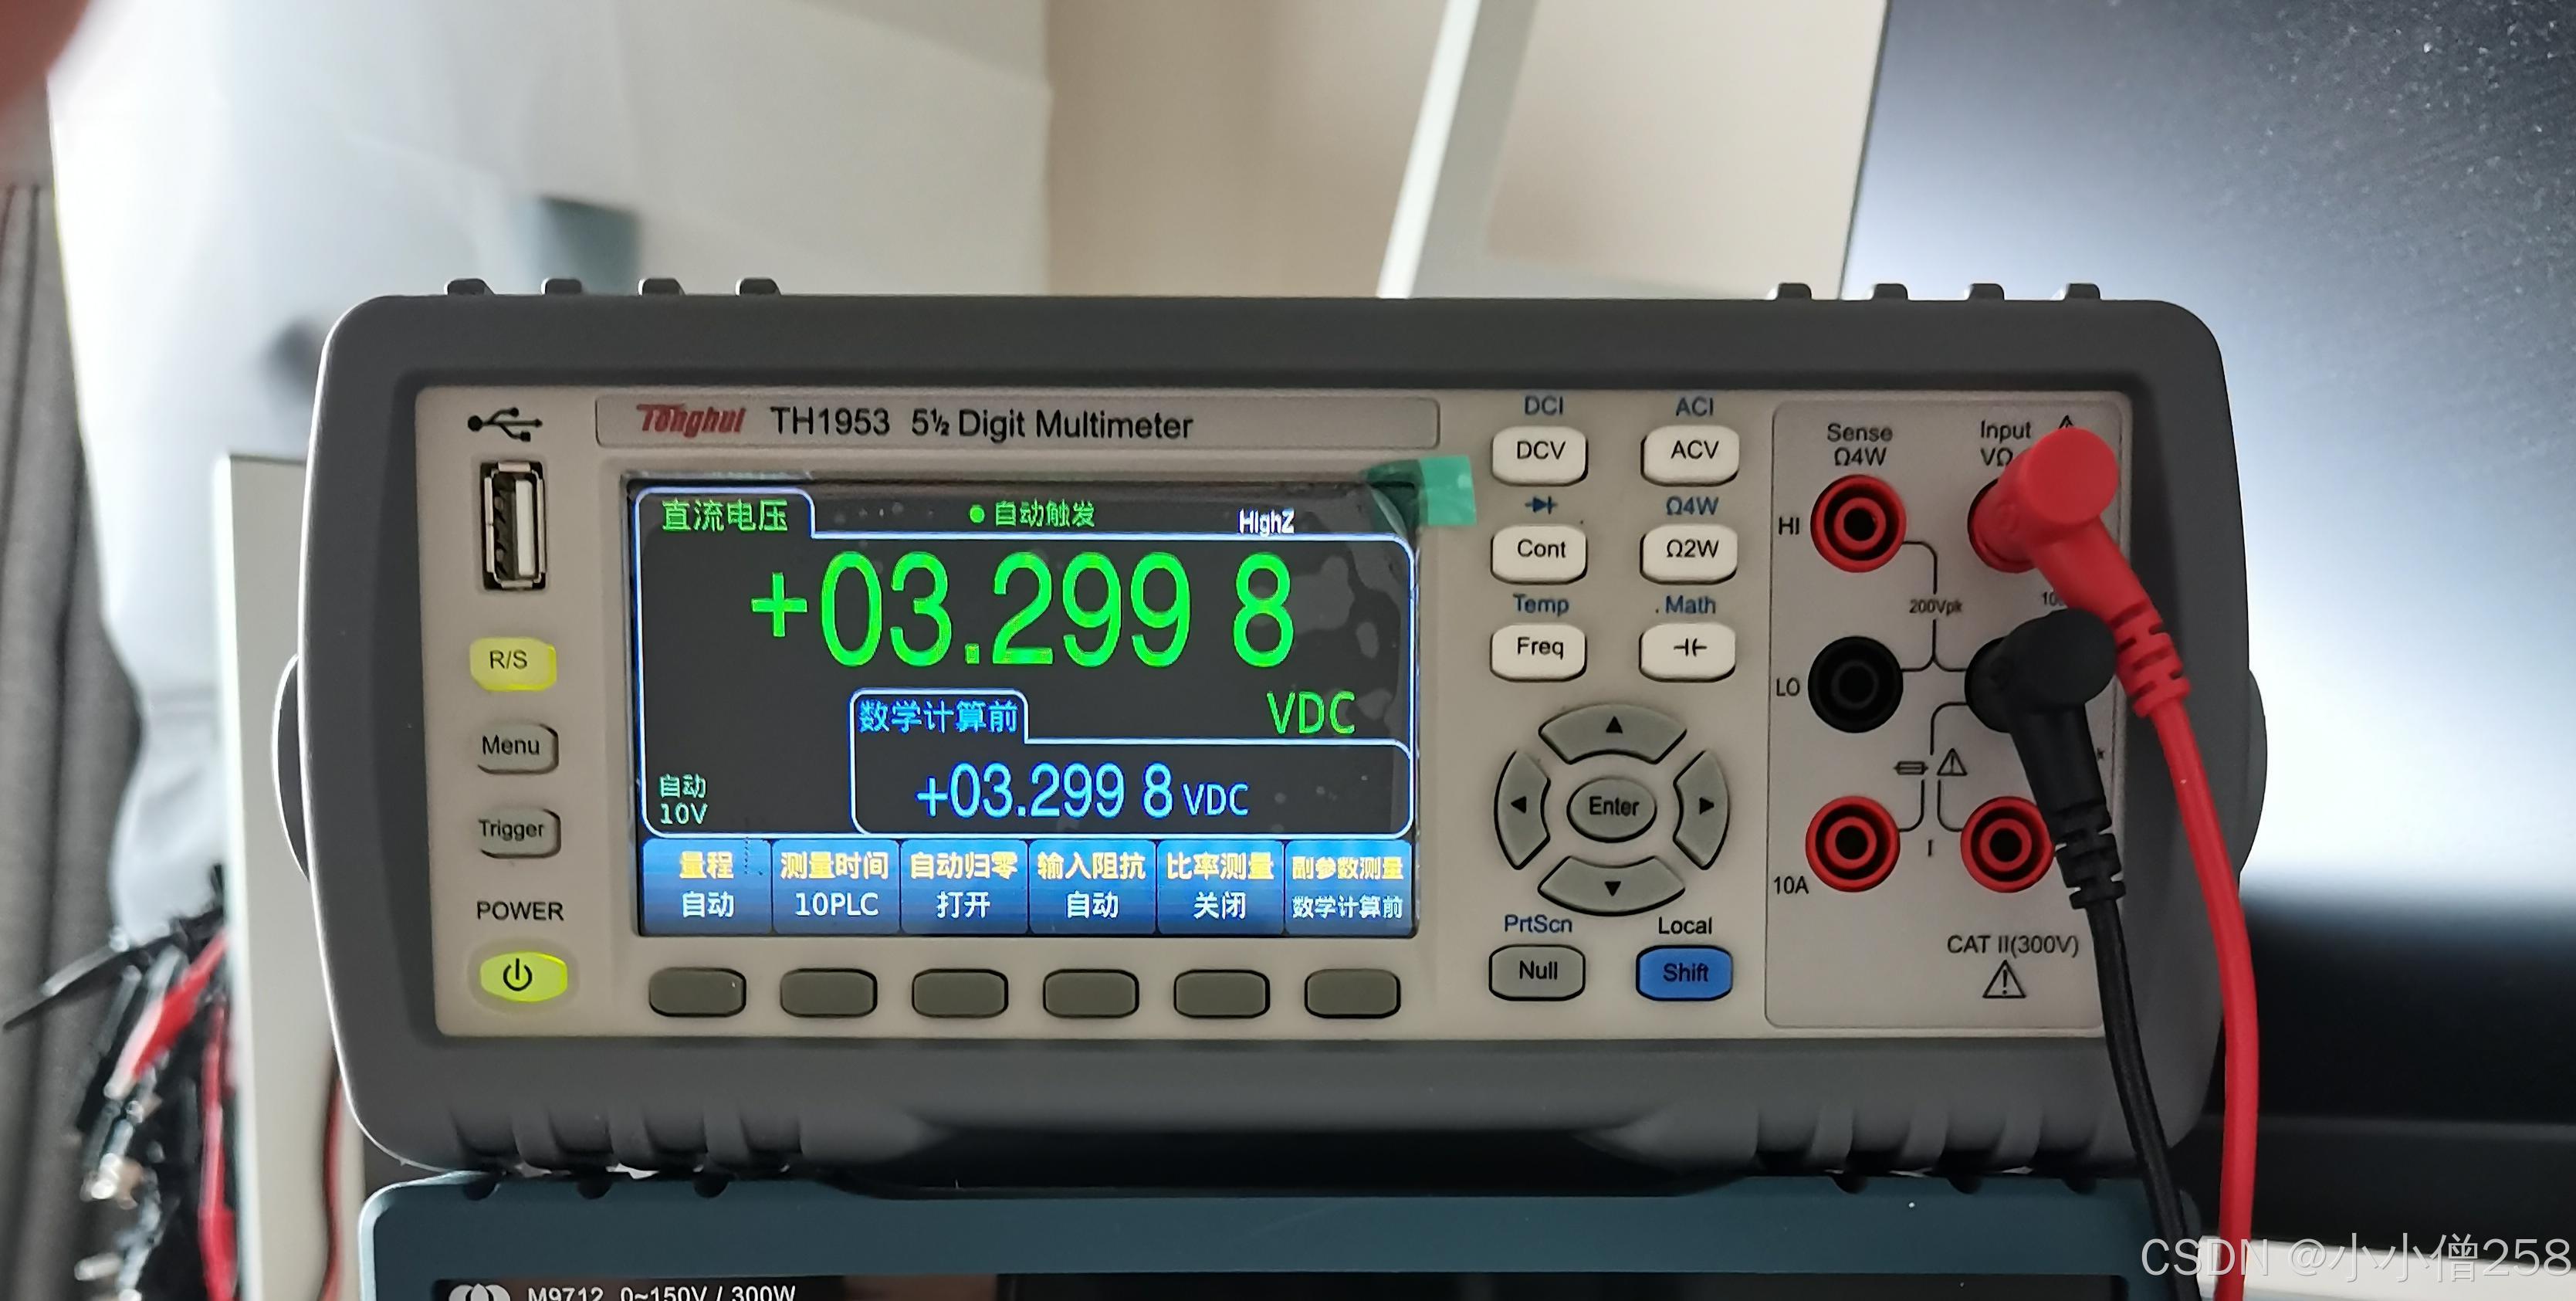 Tonghui TH1953 5½ Digit Multimeter
直流电压
自动触发
HighZ
+03.299 8
VDC
数学计算前
+03.299 8 VDC
自动
10V
量程 测量时间 自动归零 输入阻抗 比率测量 副参数测量
自动 10PLC 打开 自动 关闭 数学计算前
R/S
Menu
Trigger
POWER
DCI ACI
DCV ACV
Ω4W
Cont Ω2W
Temp Math
Freq
Enter
PrtScn Local
Null Shift
Sense Input
Ω4W VΩ
HI
200Vpk
LO
I
10A
CAT II(300V)
M9712 0~150V / 300W
CSDN @小小僧258